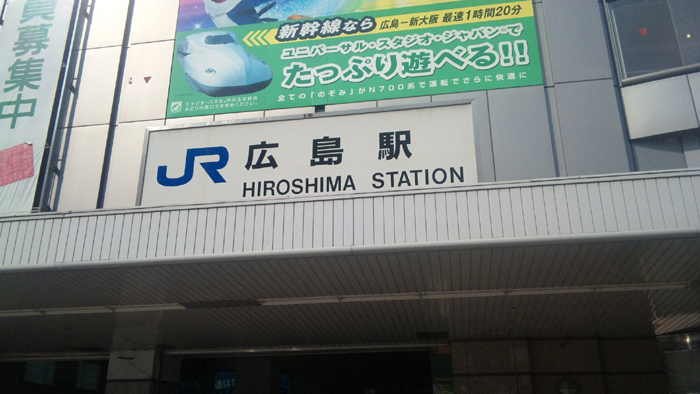 員募集中
新幹線なら 広島－新大阪 最速1時間20分
ユニバーサル・スタジオ・ジャパンで
たっぷり遊べる!!
全ての「のぞみ」がN700系で運転でさらに快適に
JR 広島駅
HIROSHIMA STATION